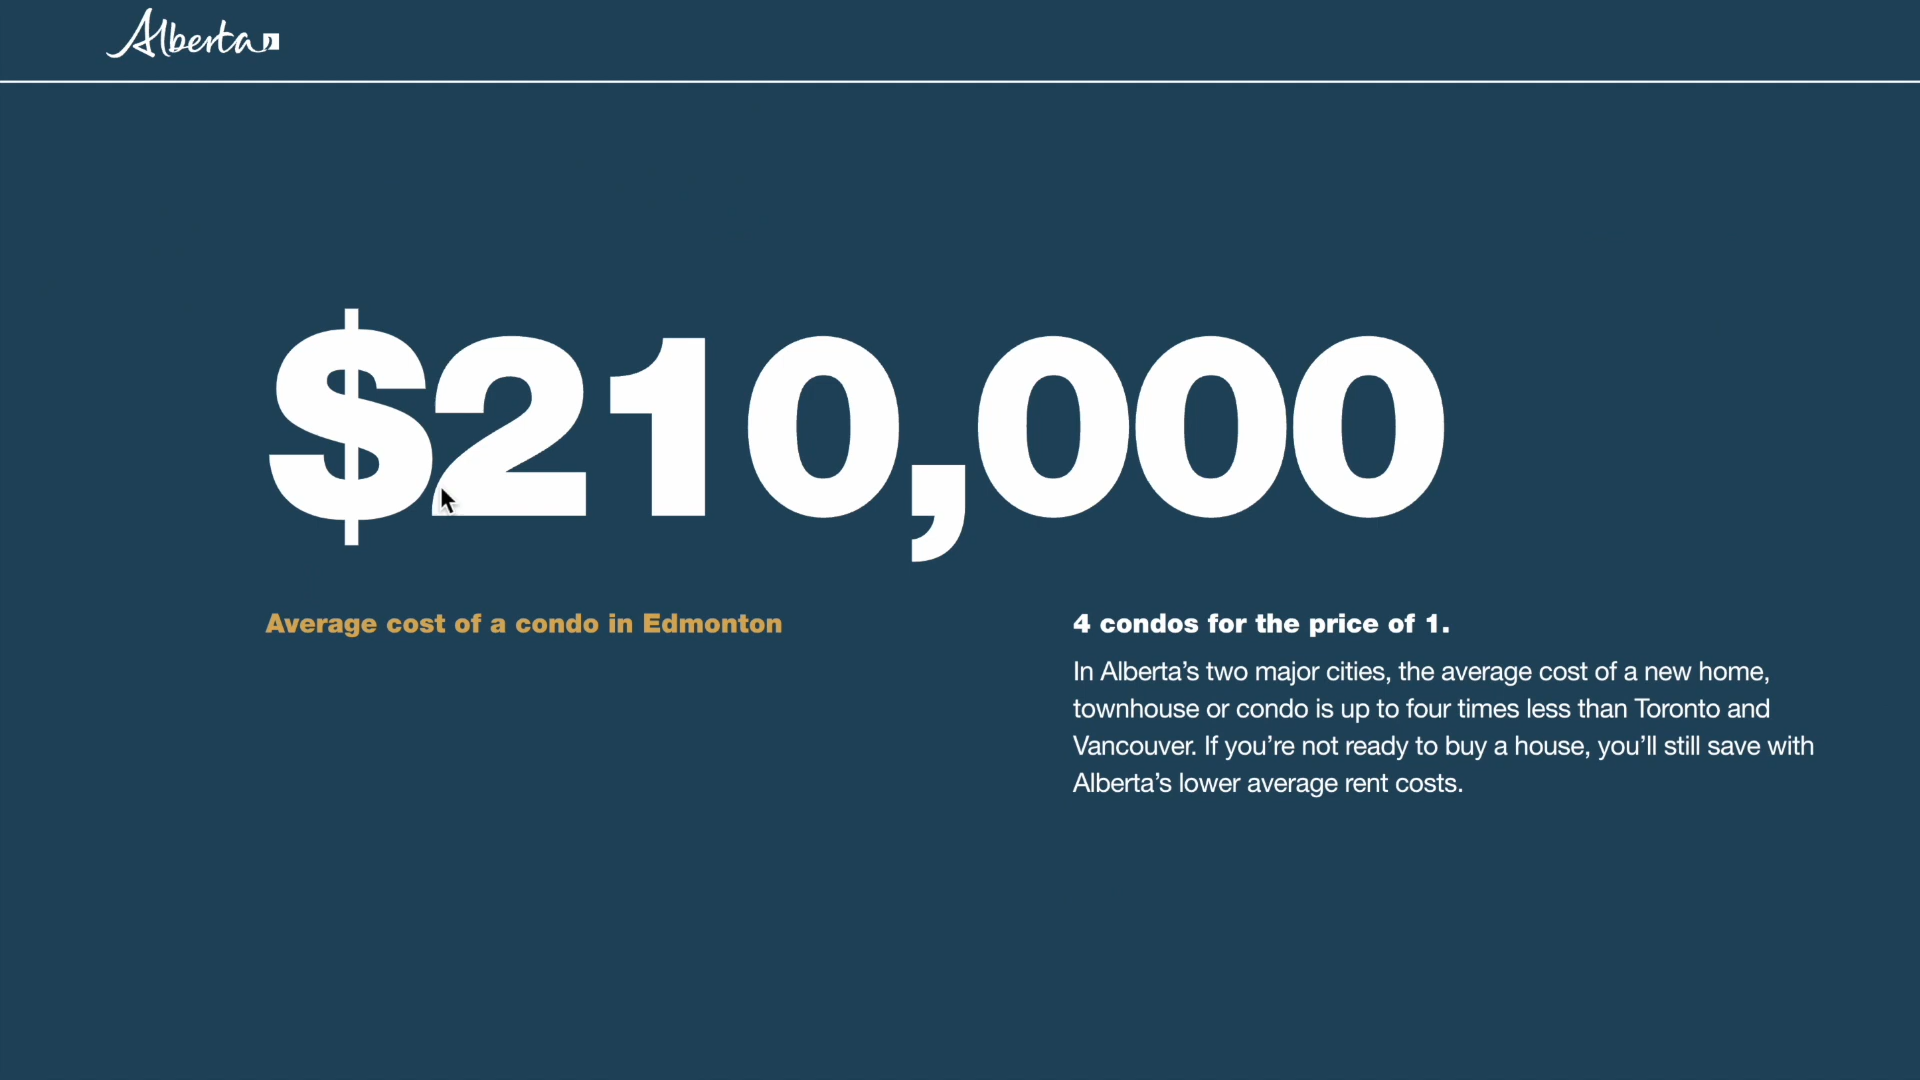 Alberta
$210,000
Average cost of a condo in Edmonton
4 condos for the price of 1.
In Alberta’s two major cities, the average cost of a new home,
townhouse or condo is up to four times less than Toronto and
Vancouver. If you’re not ready to buy a house, you’ll still save with
Alberta’s lower average rent costs.